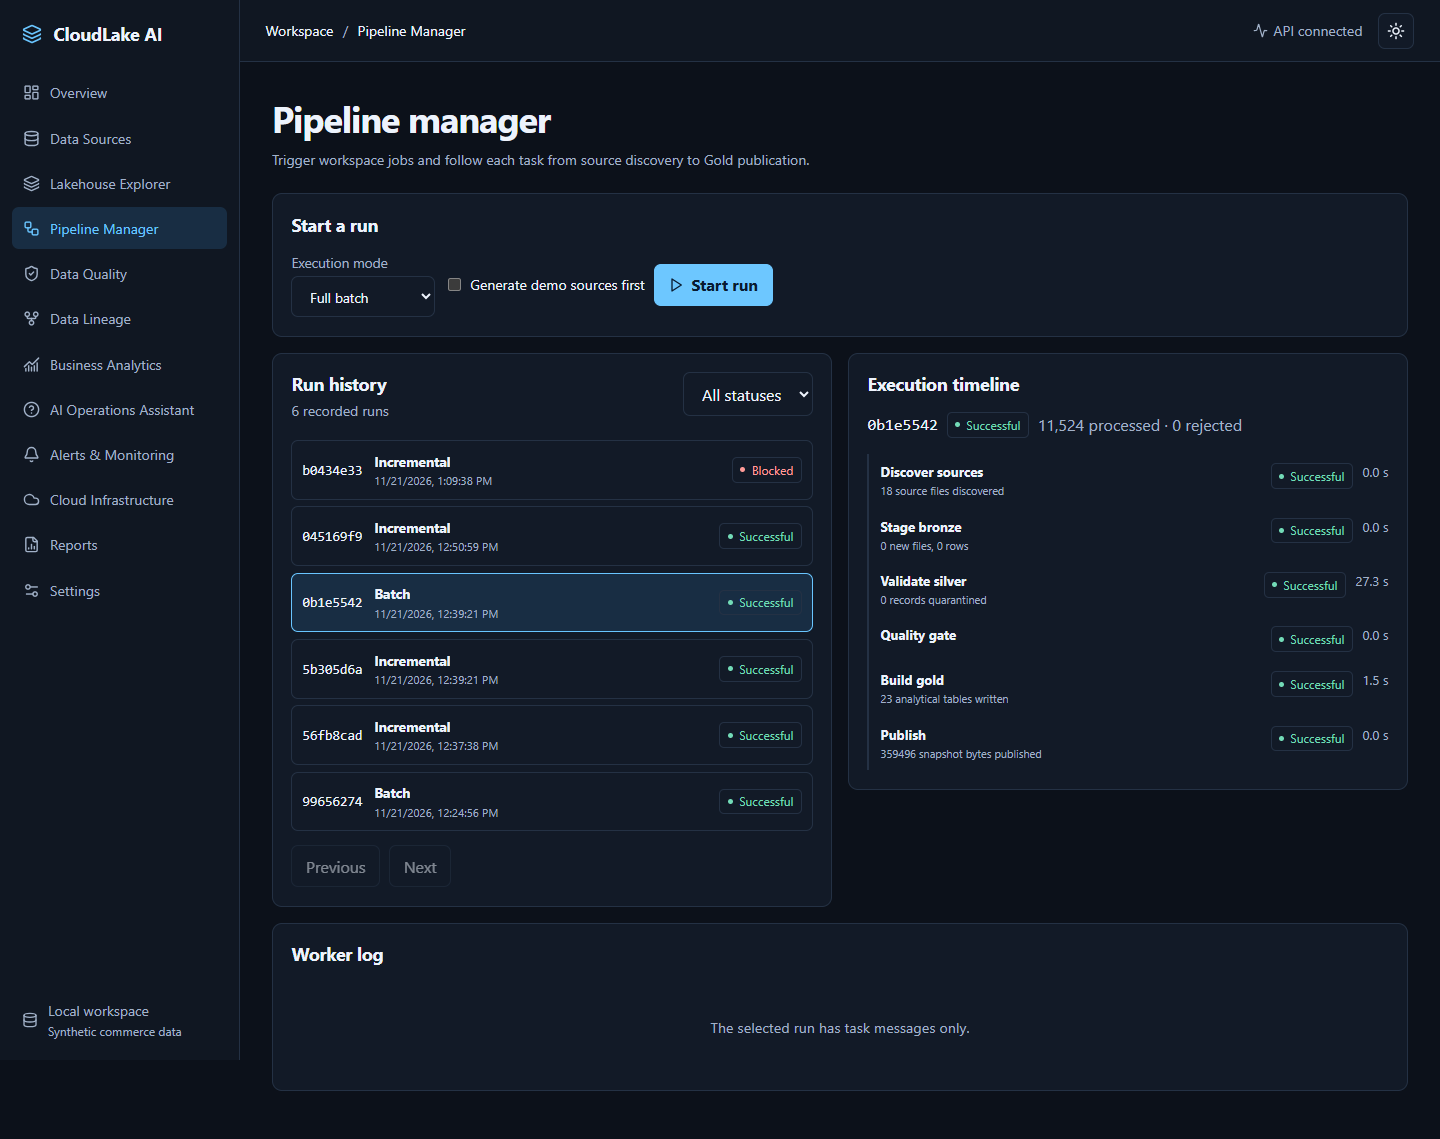 CloudLake AI
Overview
Data Sources
Lakehouse Explorer
Pipeline Manager
Data Quality
Data Lineage
Business Analytics
AI Operations Assistant
Alerts & Monitoring
Cloud Infrastructure
Reports
Settings
Local workspace
Synthetic commerce data
Workspace / Pipeline Manager
API connected
Pipeline manager
Trigger workspace jobs and follow each task from source discovery to Gold publication.
Start a run
Execution mode
Full batch
Generate demo sources first
Start run
Run history
6 recorded runs
All statuses
b0434e33 Incremental Blocked
11/21/2026, 1:09:38 PM
045169f9 Incremental Successful
11/21/2026, 12:50:59 PM
0b1e5542 Batch Successful
11/21/2026, 12:39:21 PM
5b305d6a Incremental Successful
11/21/2026, 12:39:21 PM
56fb8cad Incremental Successful
11/21/2026, 12:37:38 PM
99656274 Batch Successful
11/21/2026, 12:24:56 PM
Previous Next
Execution timeline
0b1e5542 Successful 11,524 processed · 0 rejected
Discover sources Successful 0.0 s
18 source files discovered
Stage bronze Successful 0.0 s
0 new files, 0 rows
Validate silver Successful 27.3 s
0 records quarantined
Quality gate Successful 0.0 s
Build gold Successful 1.5 s
23 analytical tables written
Publish Successful 0.0 s
359496 snapshot bytes published
Worker log
The selected run has task messages only.